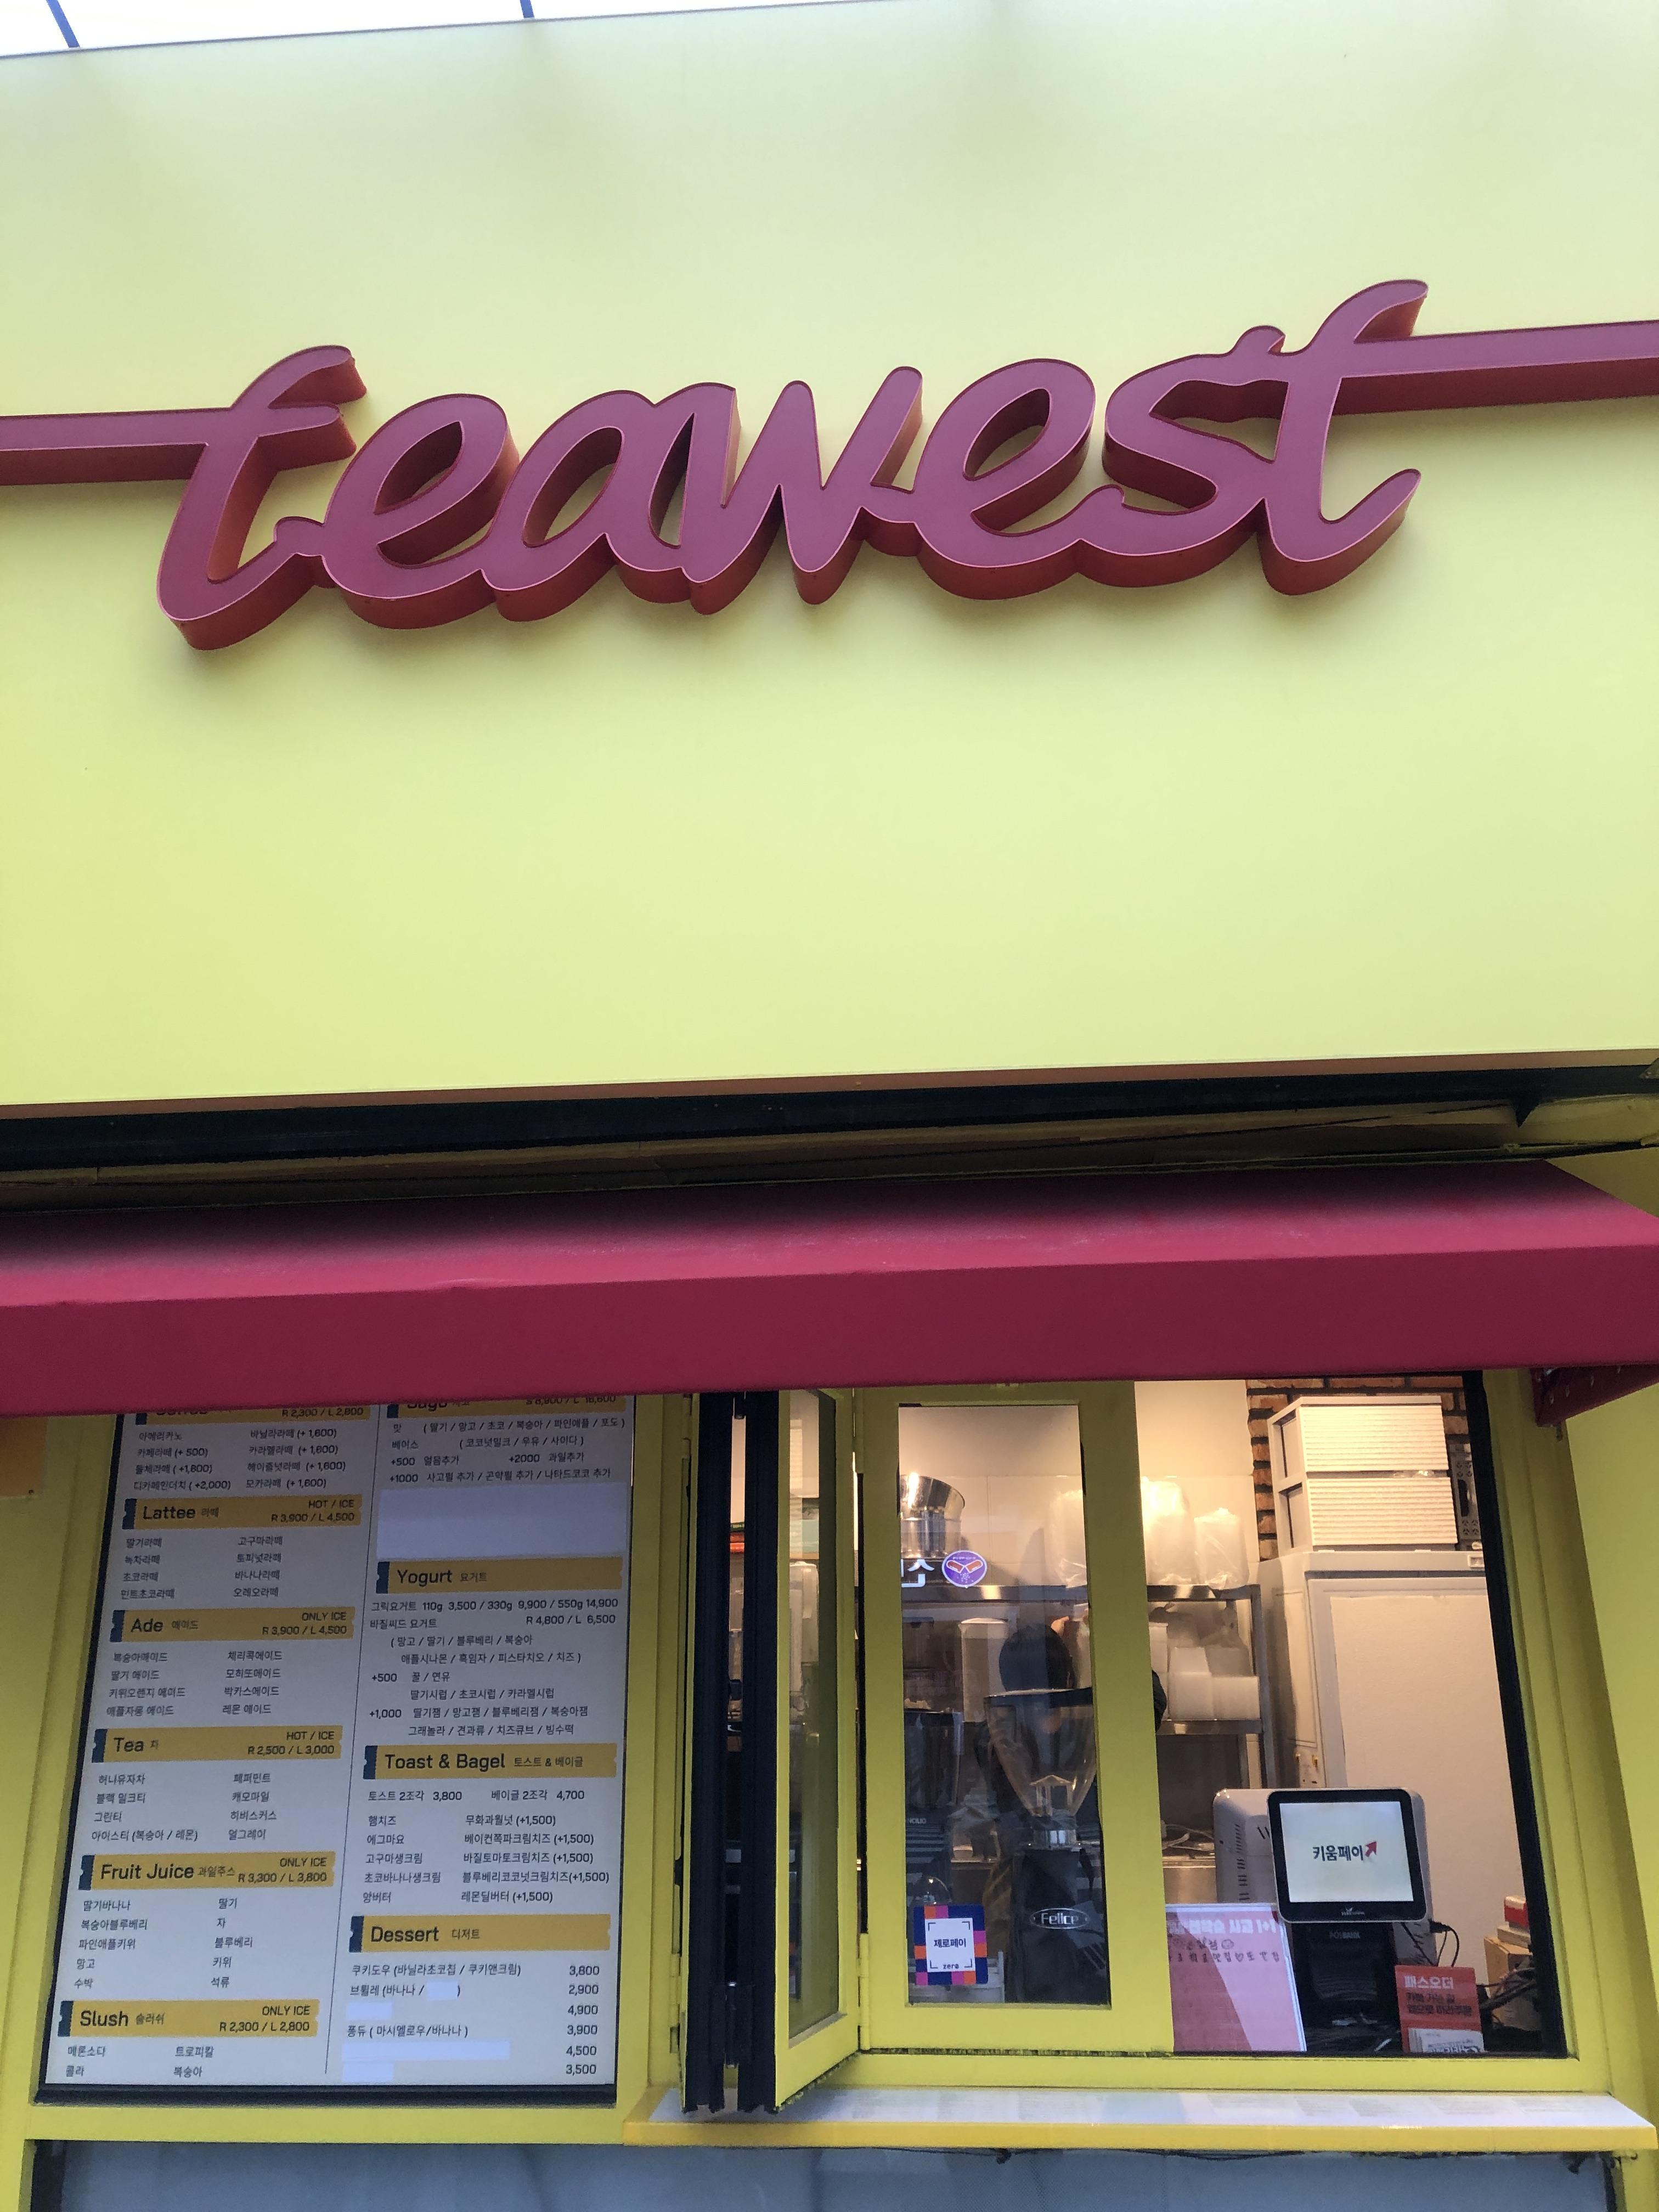 teawest
R 2,300 / L 2,800
아메리카노 바닐라라떼 (+ 1,600)
카페라떼 (+ 500) 카라멜라떼 (+ 1,600)
돌체라떼 ( +1,800) 헤이즐넛라떼 (+ 1,600)
디카페인더치 ( +2,000) 모카라떼 (+ 1,600)
Lattee 라떼 HOT / ICE
R 3,900 / L 4,500
딸기라떼 고구마라떼
녹차라떼 토피넛라떼
초코라떼 바나나라떼
민트초코라떼 오레오라떼
Ade 에이드 ONLY ICE
R 3,900 / L 4,500
복숭아에이드 체리콕에이드
딸기 에이드 모히또에이드
키위오렌지 에이드 박카스에이드
애플자몽 에이드 레몬 에이드
Tea 차 HOT / ICE
R 2,500 / L 3,000
허니유자차 페퍼민트
블랙 밀크티 캐모마일
그린티 히비스커스
아이스티 (복숭아 / 레몬) 얼그레이
Fruit Juice 과일주스 ONLY ICE
R 3,300 / L 3,800
딸기바나나 딸기
복숭아블루베리 자
파인애플키위 블루베리
망고 키위
수박 석류
Slush 슬러쉬 ONLY ICE
R 2,300 / L 2,800
메론소다 트로피칼
콜라 복숭아
맛 ( 딸기 / 망고 / 초코 / 복숭아 / 파인애플 / 포도 )
베이스 ( 코코넛밀크 / 우유 / 사이다 )
+500 얼음추가 +2000 과일추가
+1000 사고펄 추가 / 곤약펄 추가 / 나타드코코 추가
Yogurt 요거트
그릭요거트 110g 3,500 / 330g 9,900 / 550g 14,900
바질씨드 요거트 R 4,800 / L 6,500
( 망고 / 딸기 / 블루베리 / 복숭아
애플시나몬 / 흑임자 / 피스타치오 / 치즈 )
+500 꿀 / 연유
딸기시럽 / 초코시럽 / 카라멜시럽
+1,000 딸기잼 / 망고잼 / 블루베리잼 / 복숭아잼
그래놀라 / 견과류 / 치즈큐브 / 빙수떡
Toast & Bagel 토스트 & 베이글
토스트 2조각 3,800 베이글 2조각 4,700
햄치즈 무화과월넛 (+1,500)
에그마요 베이컨쪽파크림치즈 (+1,500)
고구마생크림 바질토마토크림치즈 (+1,500)
초코바나나생크림 블루베리코코넛크림치즈(+1,500)
앙버터 레몬딜버터 (+1,500)
Dessert 디저트
쿠키도우 (바닐라초코칩 / 쿠키앤크림) 3,800
브륄레 (바나나 / ) 2,900
4,900
퐁듀 ( 마시멜로우/바나나 ) 3,900
4,500
3,500
Felice
제로페이
zero
키움페이
패스오더